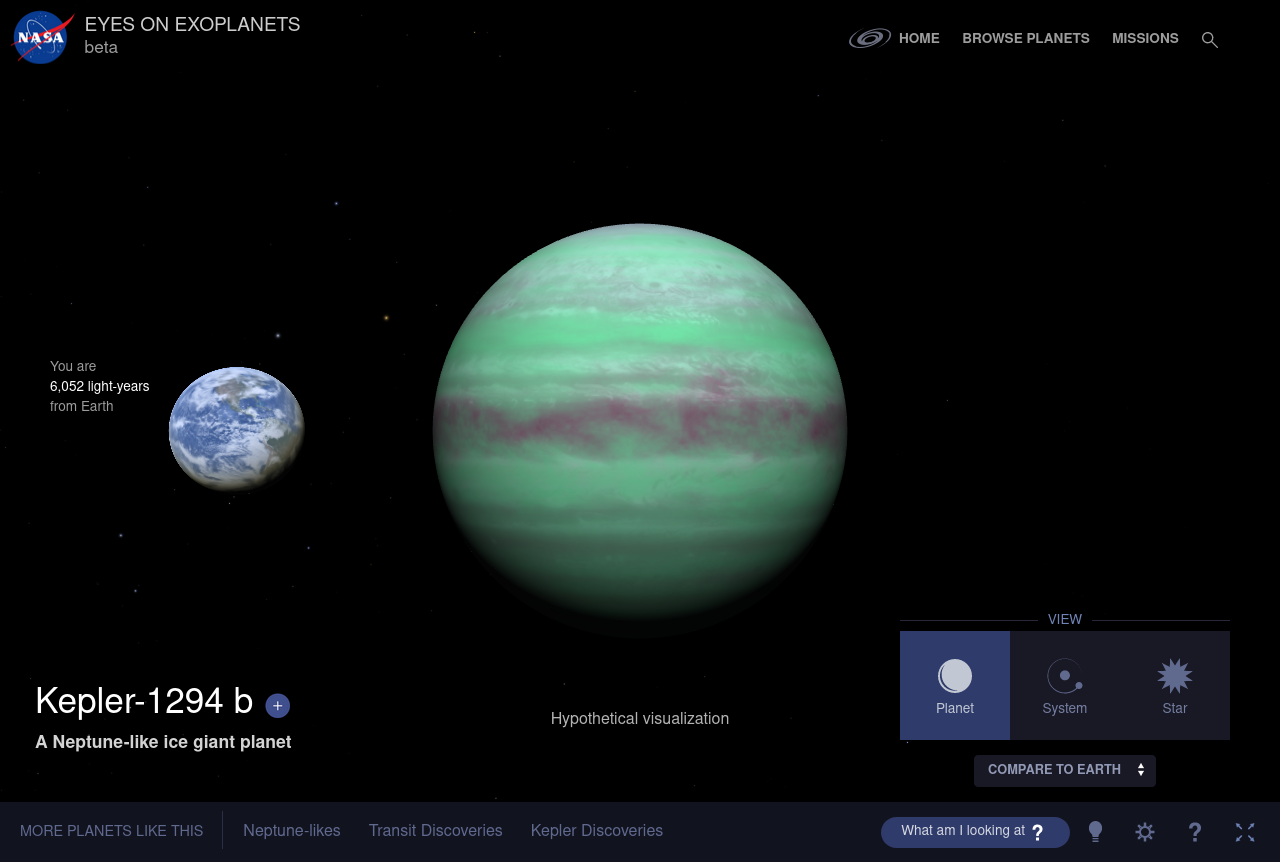 NASA
EYES ON EXOPLANETS
beta
HOME
BROWSE PLANETS
MISSIONS
You are
6,052 light-years
from Earth
VIEW
Planet
System
Star
Kepler-1294 b +
A Neptune-like ice giant planet
Hypothetical visualization
COMPARE TO EARTH
MORE PLANETS LIKE THIS
Neptune-likes
Transit Discoveries
Kepler Discoveries
What am I looking at ?
?